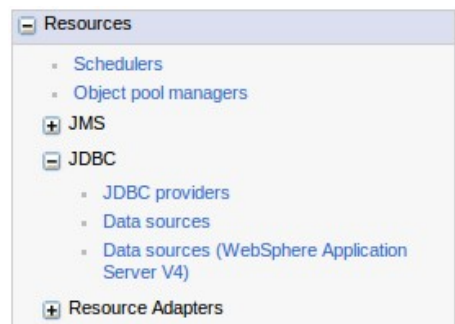 Resources
Schedulers
Object pool managers
JMS
JDBC
JDBC providers
Data sources
Data sources (WebSphere Application
Server V4)
Resource Adapters